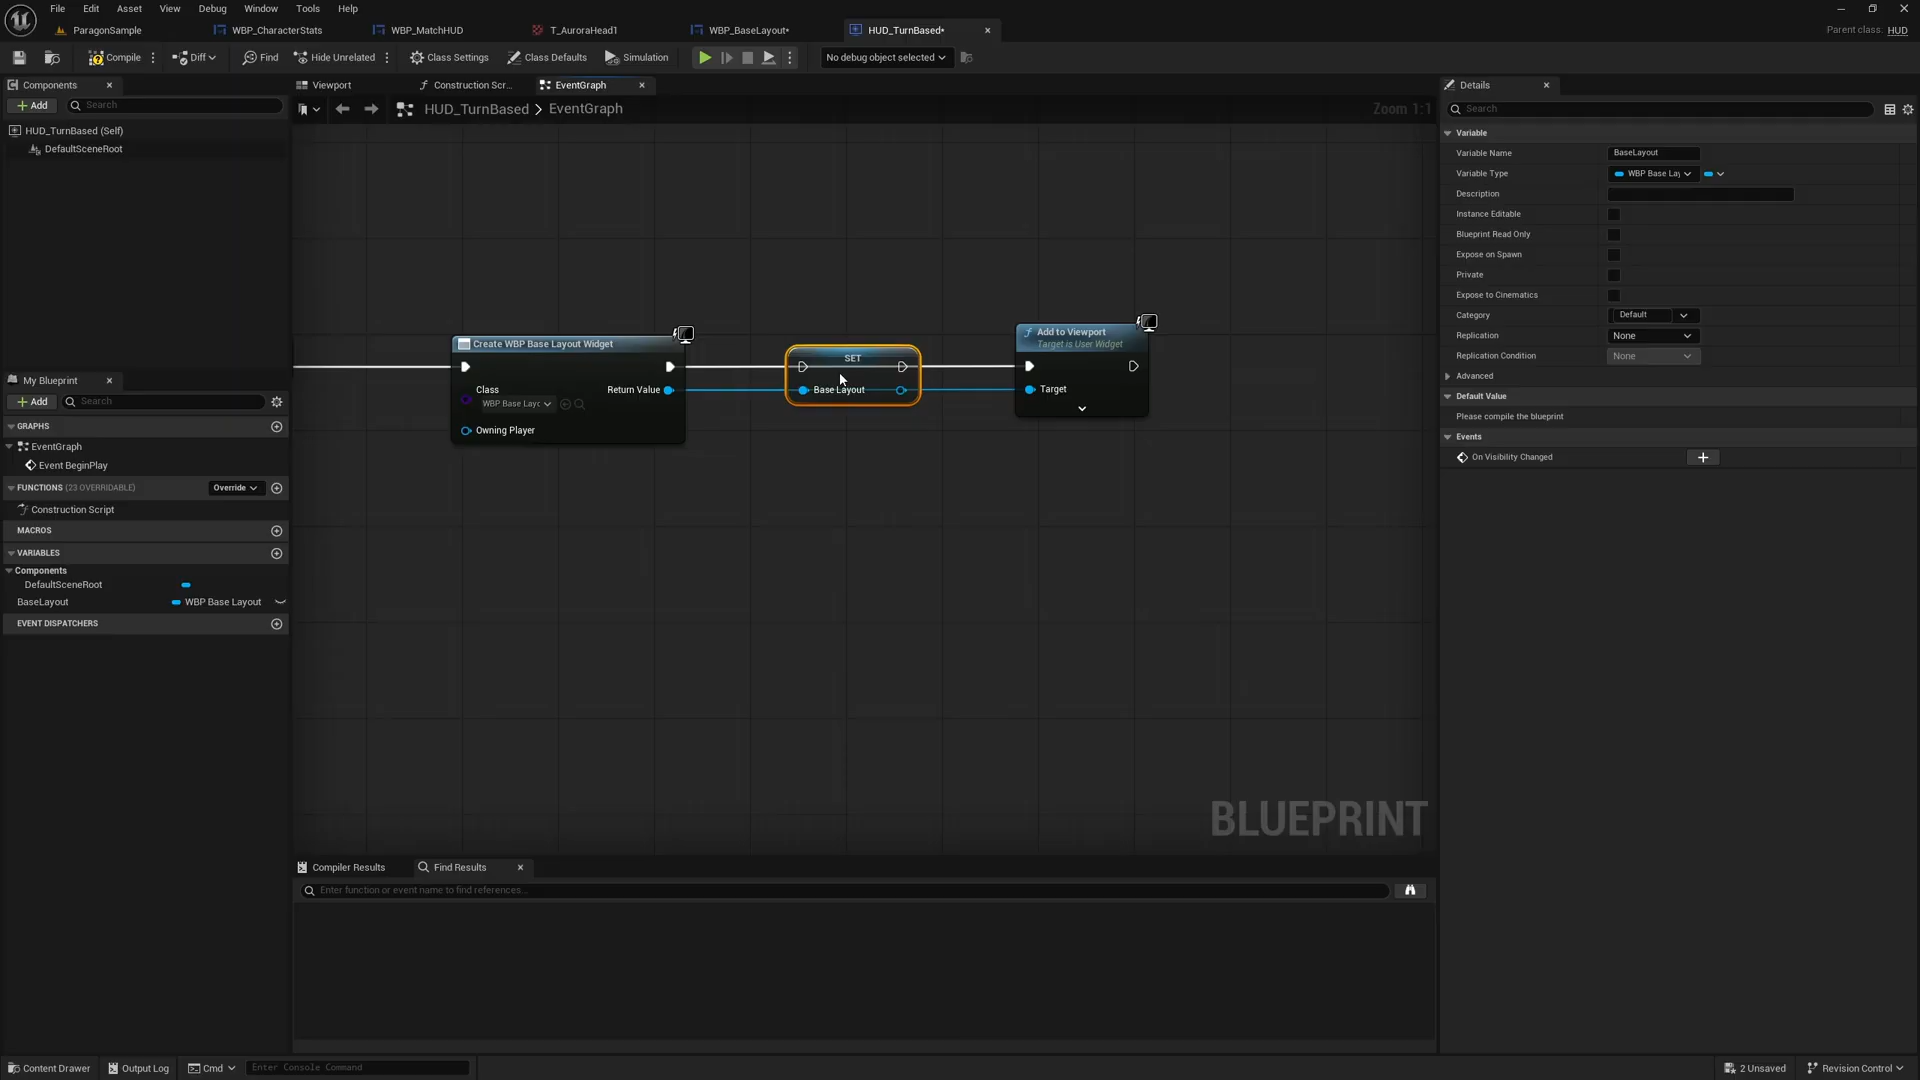 File Edit Asset View Debug Window Tools Help
ParagonSample WBP_CharacterStats WBP_MatchHUD T_AuroraHead1 WBP_BaseLayout* HUD_TurnBased*
Parent class: HUD
Compile Diff Find Hide Unrelated Class Settings Class Defaults Simulation No debug object selected
Components
Add Search
HUD_TurnBased (Self)
DefaultSceneRoot
Viewport Construction Scr... EventGraph
HUD_TurnBased > EventGraph
Zoom 1:1
Create WBP Base Layout Widget
Class
WBP Base Layc
Return Value
Owning Player
SET
Base Layout
Add to Viewport
Target is User Widget
Target
BLUEPRINT
My Blueprint
Add Search
GRAPHS
EventGraph
Event BeginPlay
FUNCTIONS (23 OVERRIDABLE) Override
Construction Script
MACROS
VARIABLES
Components
DefaultSceneRoot
BaseLayout WBP Base Layout
EVENT DISPATCHERS
Compiler Results Find Results
Enter function or event name to find references...
Details
Search
Variable
Variable Name BaseLayout
Variable Type WBP Base Lay
Description
Instance Editable
Blueprint Read Only
Expose on Spawn
Private
Expose to Cinematics
Category Default
Replication None
Replication Condition None
Advanced
Default Value
Please compile the blueprint
Events
On Visibility Changed
Content Drawer Output Log Cmd Enter Console Command 2 Unsaved Revision Control